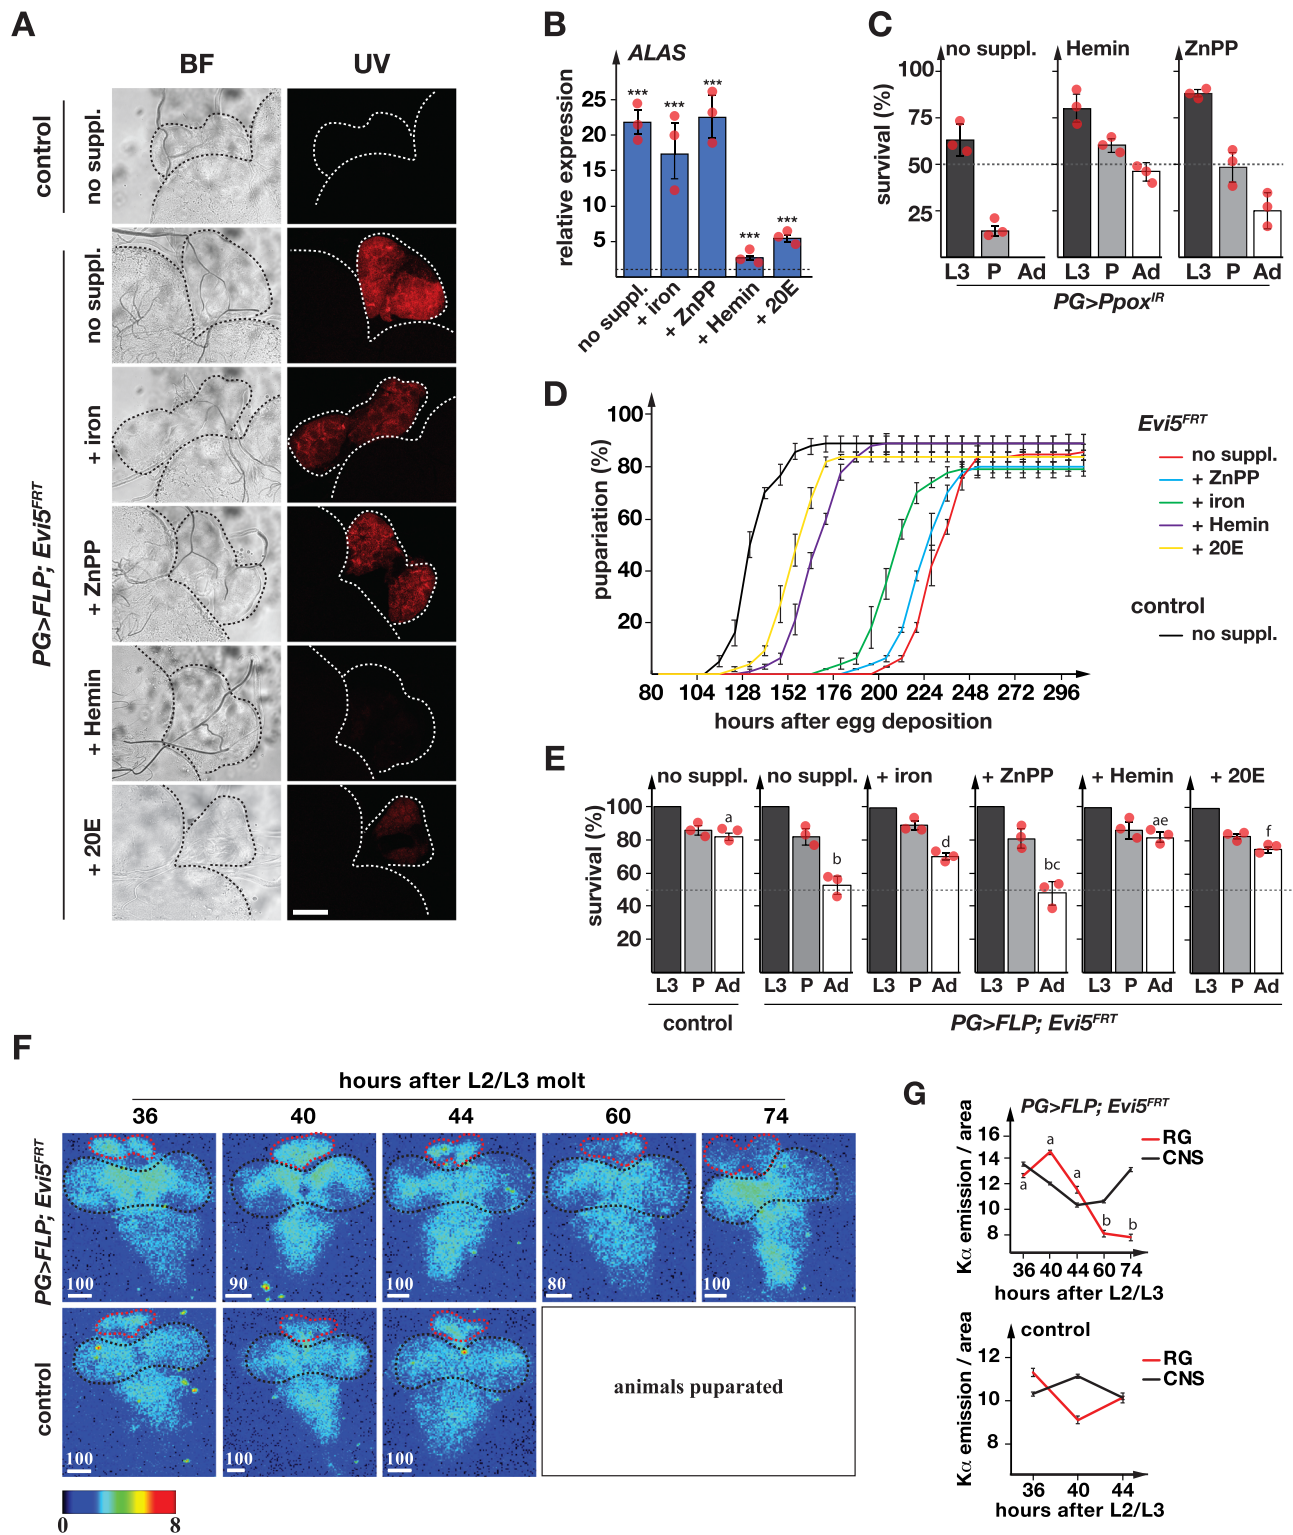 A
BF
UV
control
no suppl.
PG>FLP; Evi5FRT
no suppl.
+ iron
+ ZnPP
+ Hemin
+ 20E
B
ALAS
relative expression
25
20
15
10
5
***
***
***
***
***
no suppl.
+ iron
+ ZnPP
+ Hemin
+ 20E
C
no suppl.
Hemin
ZnPP
survival (%)
100
75
50
25
L3 P Ad
L3 P Ad
L3 P Ad
PG>PpoxIR
D
pupariation (%)
100
80
60
40
20
80 104 128 152 176 200 224 248 272 296
hours after egg deposition
Evi5FRT
no suppl.
+ ZnPP
+ iron
+ Hemin
+ 20E
control
no suppl.
E
no suppl.
no suppl.
+ iron
+ ZnPP
+ Hemin
+ 20E
survival (%)
100
80
60
40
20
a
b
d
bc
ae
f
L3 P Ad
L3 P Ad
L3 P Ad
L3 P Ad
L3 P Ad
L3 P Ad
control
PG>FLP; Evi5FRT
F
hours after L2/L3 molt
36 40 44 60 74
PG>FLP; Evi5FRT
100
90
100
80
100
control
100
100
100
animals puparated
0 8
G
PG>FLP; Evi5FRT
Kα emission / area
16
14
12
10
8
a
a
a
b
b
RG
CNS
36 40 44 60 74
hours after L2/L3
control
Kα emission / area
12
10
8
RG
CNS
36 40 44
hours after L2/L3